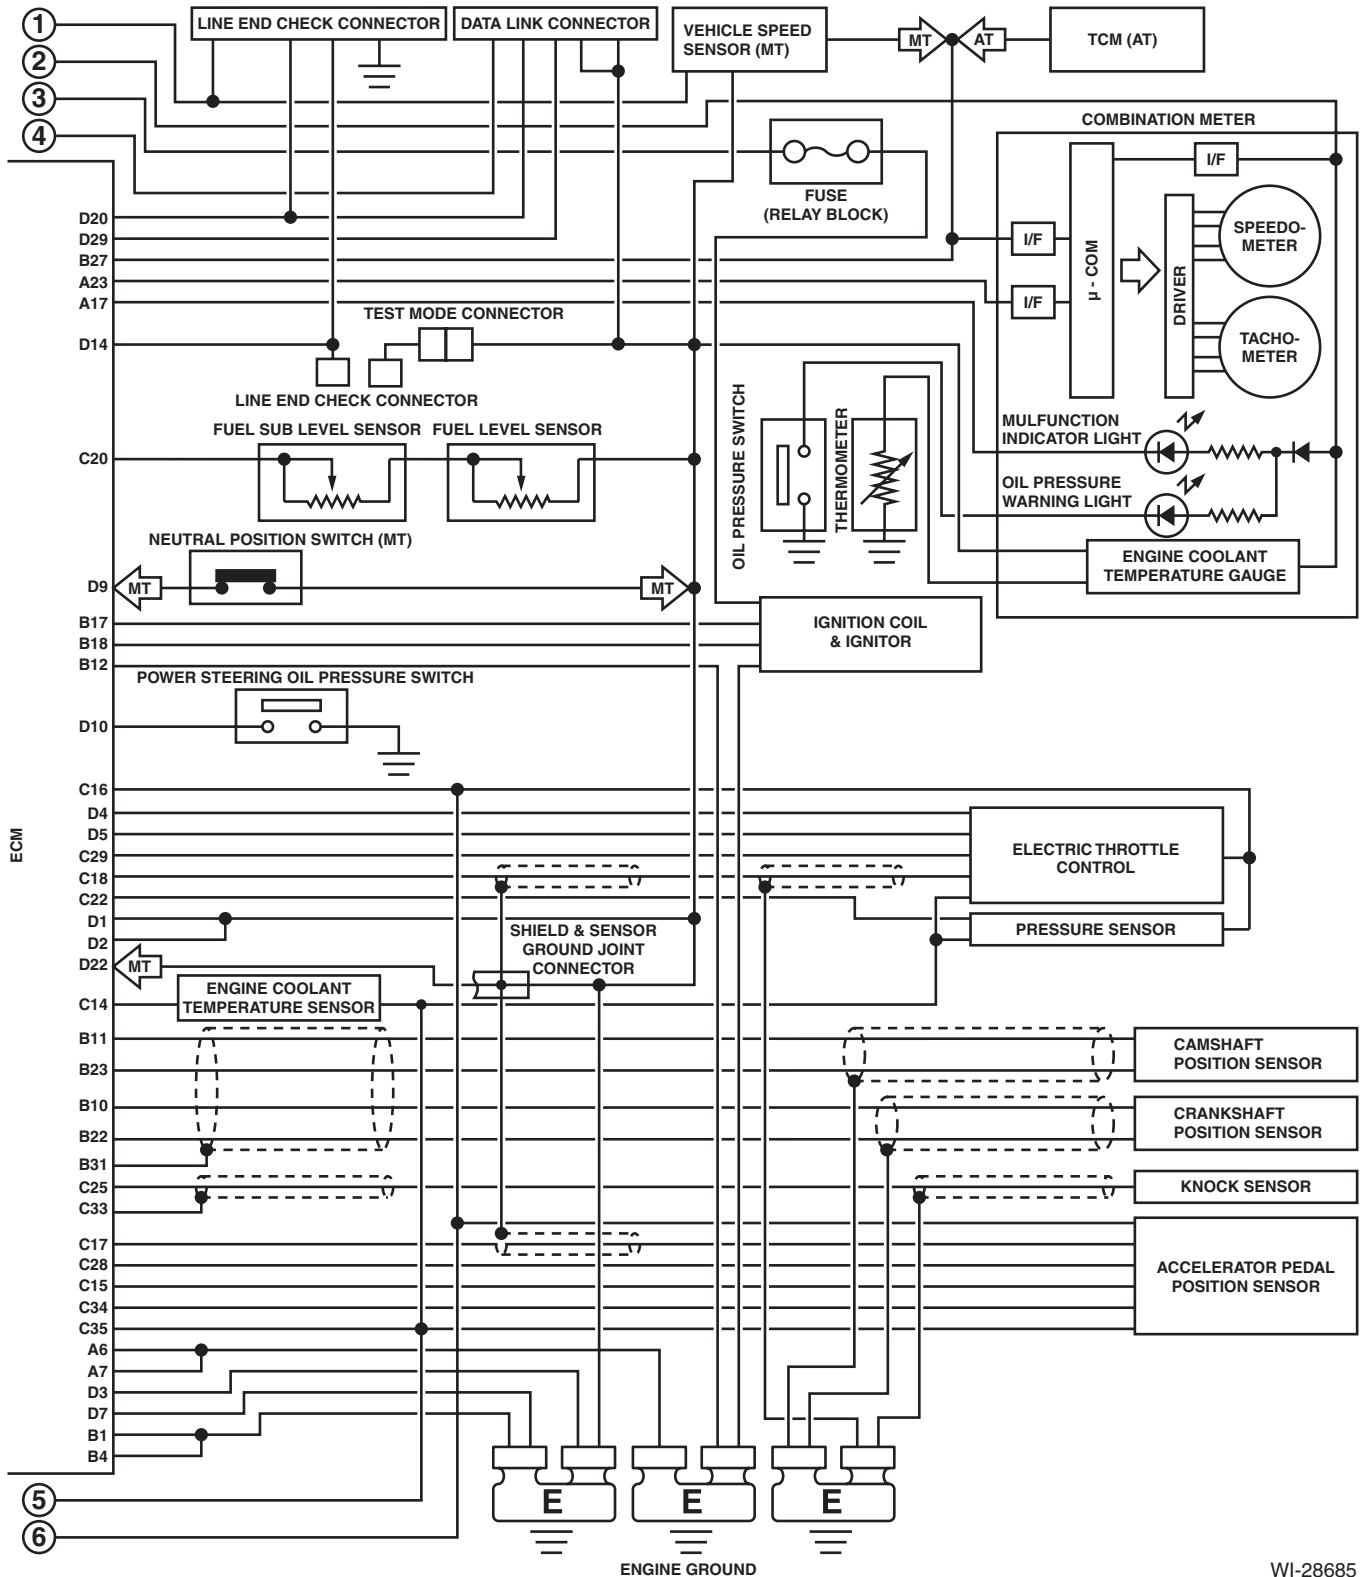 1
LINE END CHECK CONNECTOR
DATA LINK CONNECTOR
VEHICLE SPEED
SENSOR (MT)
MT
AT
TCM (AT)
2
3
4
COMBINATION METER
FUSE
(RELAY BLOCK)
I/F
D20
D29
B27
A23
A17
I/F
I/F
µ - COM
DRIVER
SPEEDO-
METER
TACHO-
METER
TEST MODE CONNECTOR
D14
LINE END CHECK CONNECTOR
FUEL SUB LEVEL SENSOR
FUEL LEVEL SENSOR
C20
OIL PRESSURE SWITCH
THERMOMETER
MULFUNCTION
INDICATOR LIGHT
OIL PRESSURE
WARNING LIGHT
ENGINE COOLANT
TEMPERATURE GAUGE
NEUTRAL POSITION SWITCH (MT)
D9
MT
MT
B17
B18
B12
IGNITION COIL
& IGNITOR
POWER STEERING OIL PRESSURE SWITCH
D10
ECM
C16
D4
D5
C29
C18
C22
D1
D2
D22
MT
C14
ELECTRIC THROTTLE
CONTROL
PRESSURE SENSOR
SHIELD & SENSOR
GROUND JOINT
CONNECTOR
ENGINE COOLANT
TEMPERATURE SENSOR
B11
B23
B10
B22
B31
C25
C33
CAMSHAFT
POSITION SENSOR
CRANKSHAFT
POSITION SENSOR
KNOCK SENSOR
C17
C28
C15
C34
C35
ACCELERATOR PEDAL
POSITION SENSOR
A6
A7
D3
D7
B1
B4
5
6
E
E
E
ENGINE GROUND
WI-28685